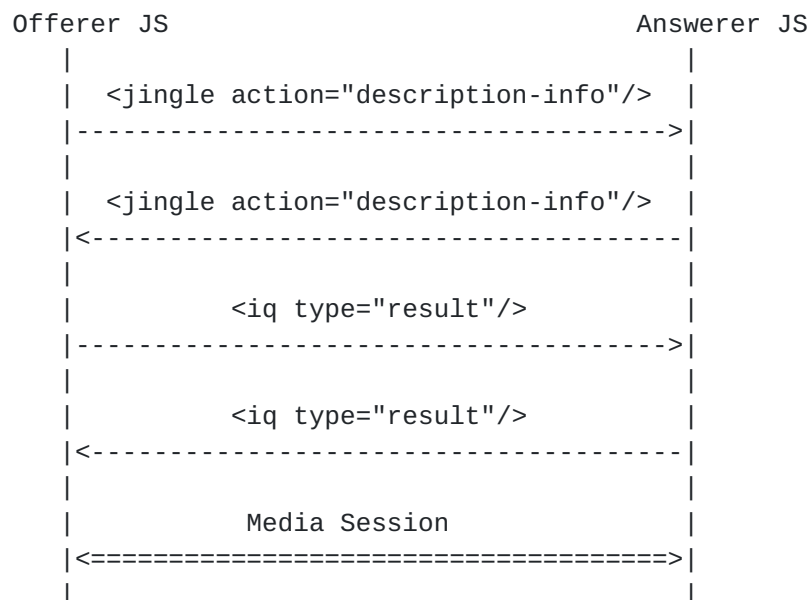 Offerer JS Answerer JS
<jingle action="description-info"/>
<jingle action="description-info"/>
<iq type="result"/>
<iq type="result"/>
Media Session